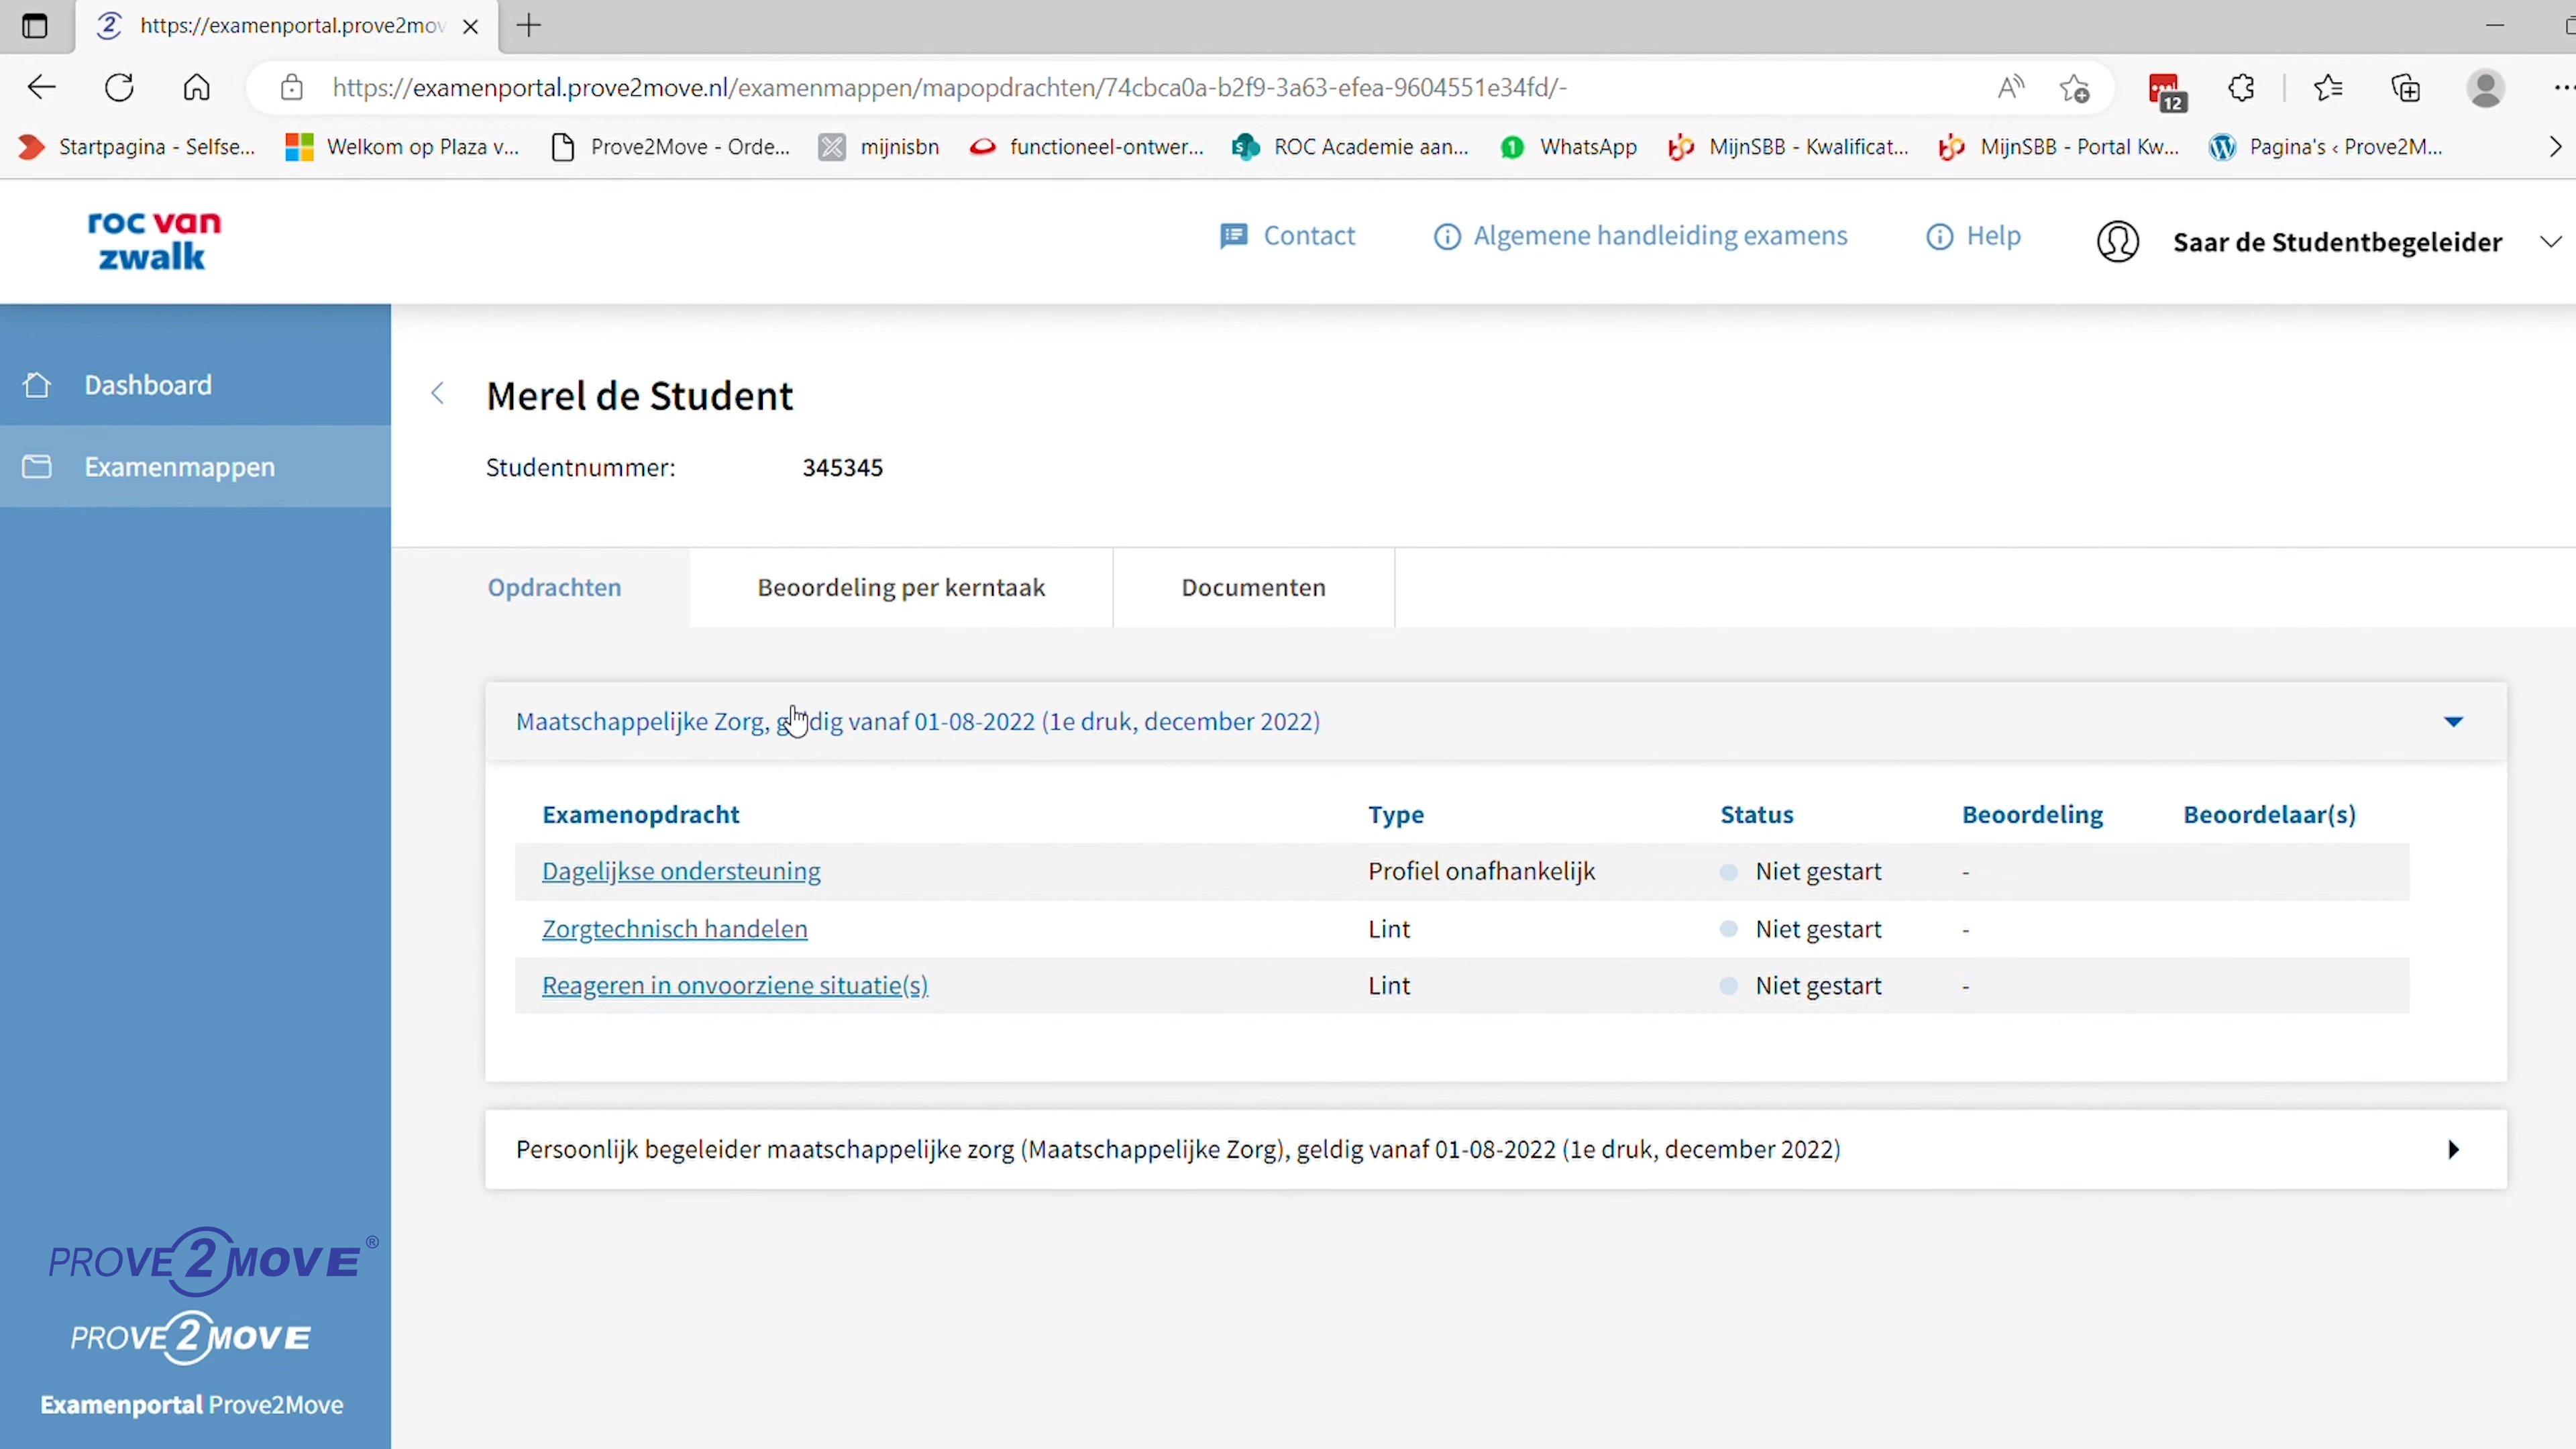 https://examenportal.prove2mov
https://examenportal.prove2move.nl/examenmappen/mapopdrachten/74cbca0a-b2f9-3a63-efea-9604551e34fd/-
12
Startpagina - Selfse... Welkom op Plaza v... Prove2Move - Orde... mijnisbn functioneel-ontwer... ROC Academie aan... WhatsApp MijnSBB - Kwalificat... MijnSBB - Portal Kw... Pagina's ‹ Prove2M...
roc van
zwalk
Contact Algemene handleiding examens Help Saar de Studentbegeleider
Dashboard
Examenmappen
Merel de Student
Studentnummer: 345345
Opdrachten Beoordeling per kerntaak Documenten
Maatschappelijke Zorg, geldig vanaf 01-08-2022 (1e druk, december 2022)
Examenopdracht Type Status Beoordeling Beoordelaar(s)
Dagelijkse ondersteuning Profiel onafhankelijk Niet gestart -
Zorgtechnisch handelen Lint Niet gestart -
Reageren in onvoorziene situatie(s) Lint Niet gestart -
Persoonlijk begeleider maatschappelijke zorg (Maatschappelijke Zorg), geldig vanaf 01-08-2022 (1e druk, december 2022)
PROVE2MOVE®
PROVE2MOVE
Examenportal Prove2Move